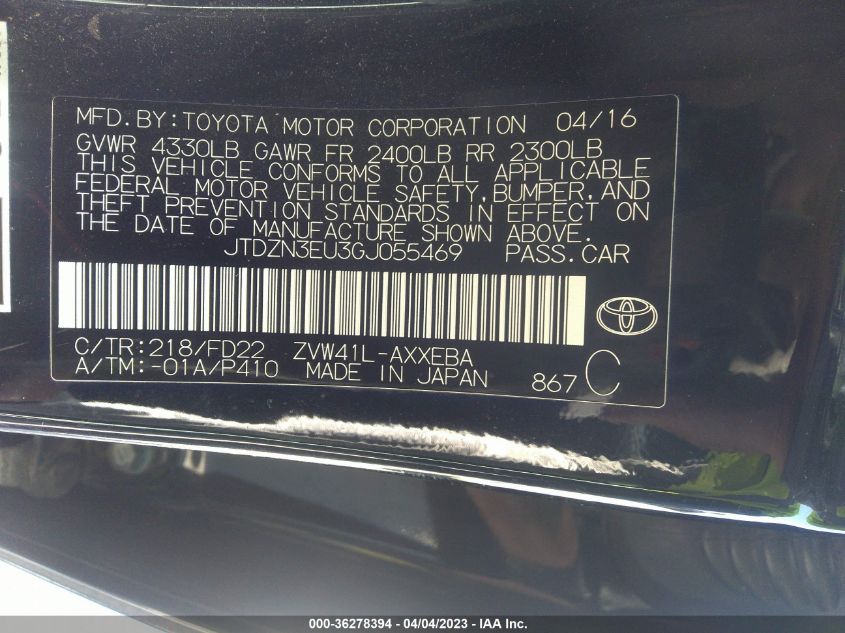 MFD. BY: TOYOTA MOTOR CORPORATION 04/16
GVWR 4330LB GAWR FR 2400LB RR 2300LB
THIS VEHICLE CONFORMS TO ALL APPLICABLE
FEDERAL MOTOR VEHICLE SAFETY, BUMPER, AND
THEFT PREVENTION STANDARDS IN EFFECT ON
THE DATE OF MANUFACTURE SHOWN ABOVE.
JTDZN3EU3GJ055469 PASS. CAR
C/TR: 218/FD22 ZVW41L-AXXEBA
A/TM: -01A/P410 MADE IN JAPAN 867 C
000-36278394 - 04/04/2023 - IAA Inc.